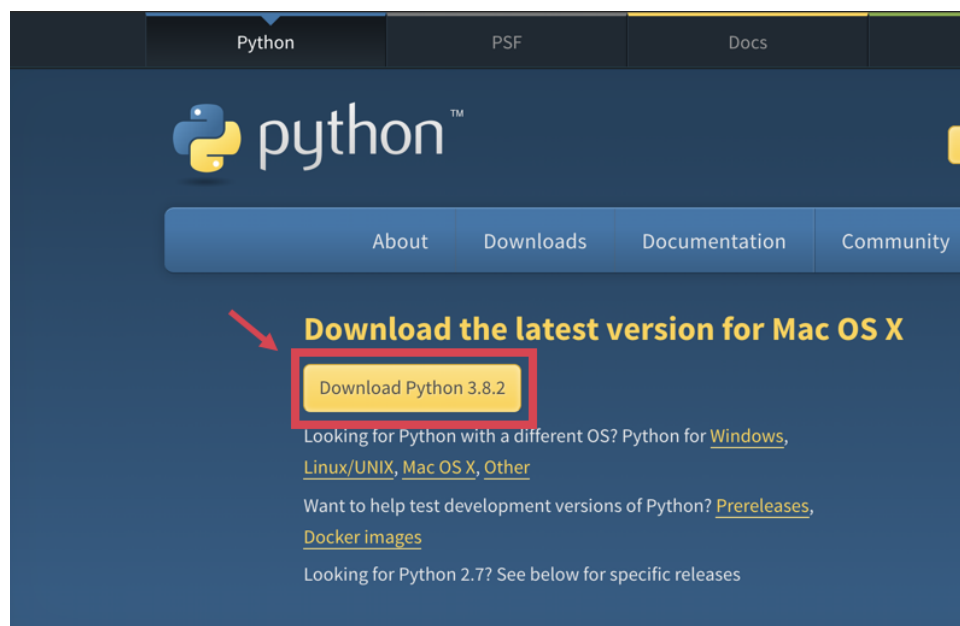 Python PSF Docs
python™
About Downloads Documentation Community
Download the latest version for Mac OS X
Download Python 3.8.2
Looking for Python with a different OS? Python for Windows,
Linux/UNIX, Mac OS X, Other
Want to help test development versions of Python? Prereleases,
Docker images
Looking for Python 2.7? See below for specific releases